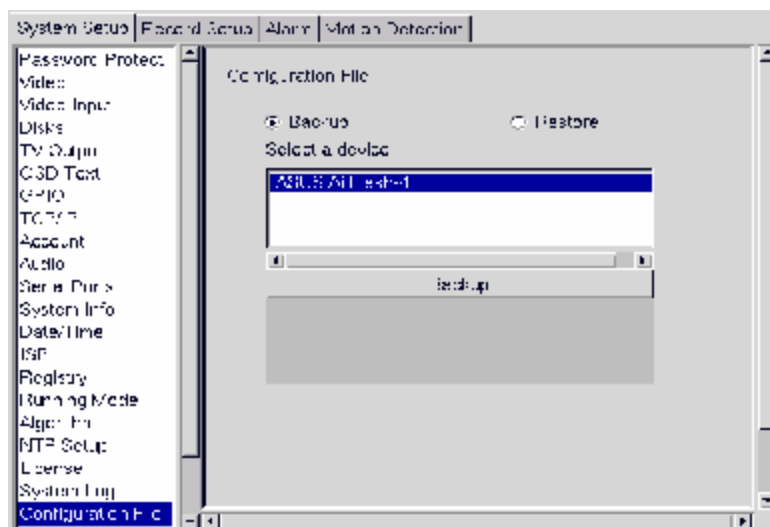 System Setup Record Setup Alarm Motion Detection
Password Protect
Video
Video Input
Disks
TV Output
OSD Text
GPIO
TCP/IP
Account
Audio
Serial Ports
System Info
Date/Time
ISP
Registry
Running Mode
Algorithm
NTP Setup
License
System Log
Configuration File
Configuration File
Backup Restore
Select a device
ASUS
Backup